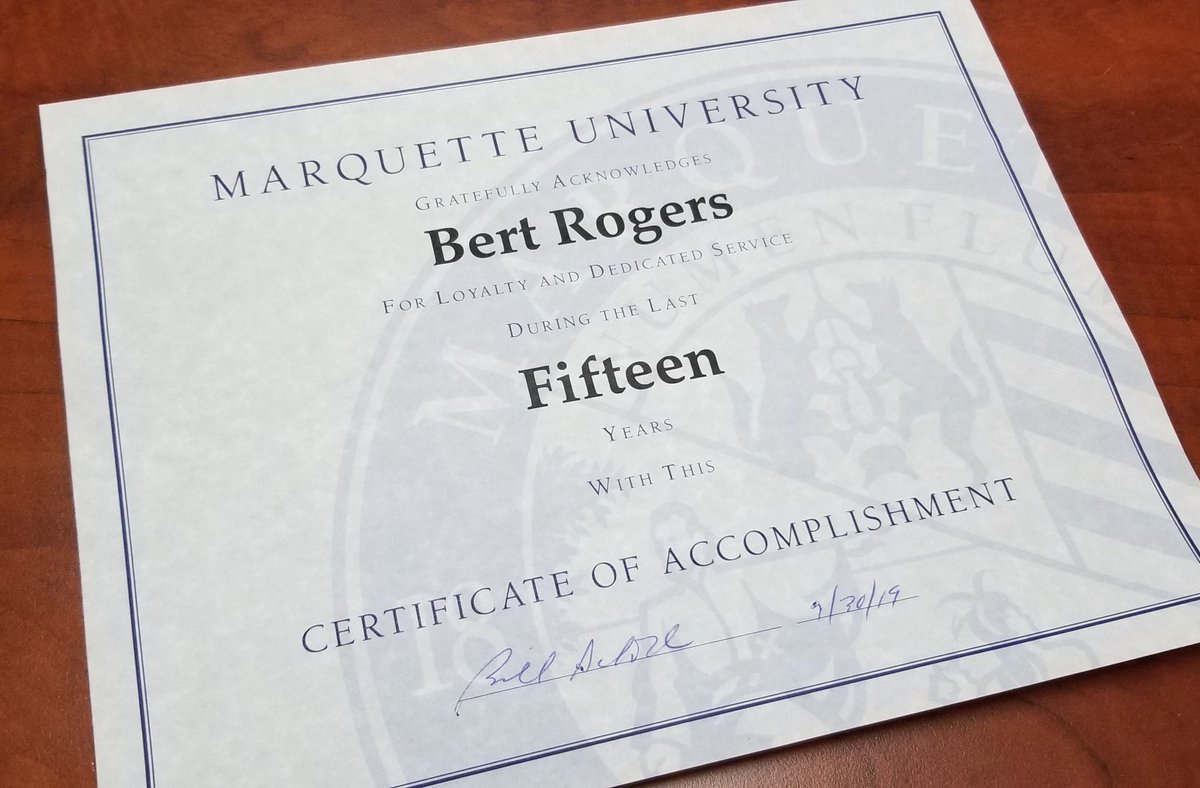 MARQUETTE UNIVERSITY
GRATEFULLY ACKNOWLEDGES
Bert Rogers
FOR LOYALTY AND DEDICATED SERVICE
DURING THE LAST
Fifteen
YEARS
WITH THIS
CERTIFICATE OF ACCOMPLISHMENT
Bill
/30/19